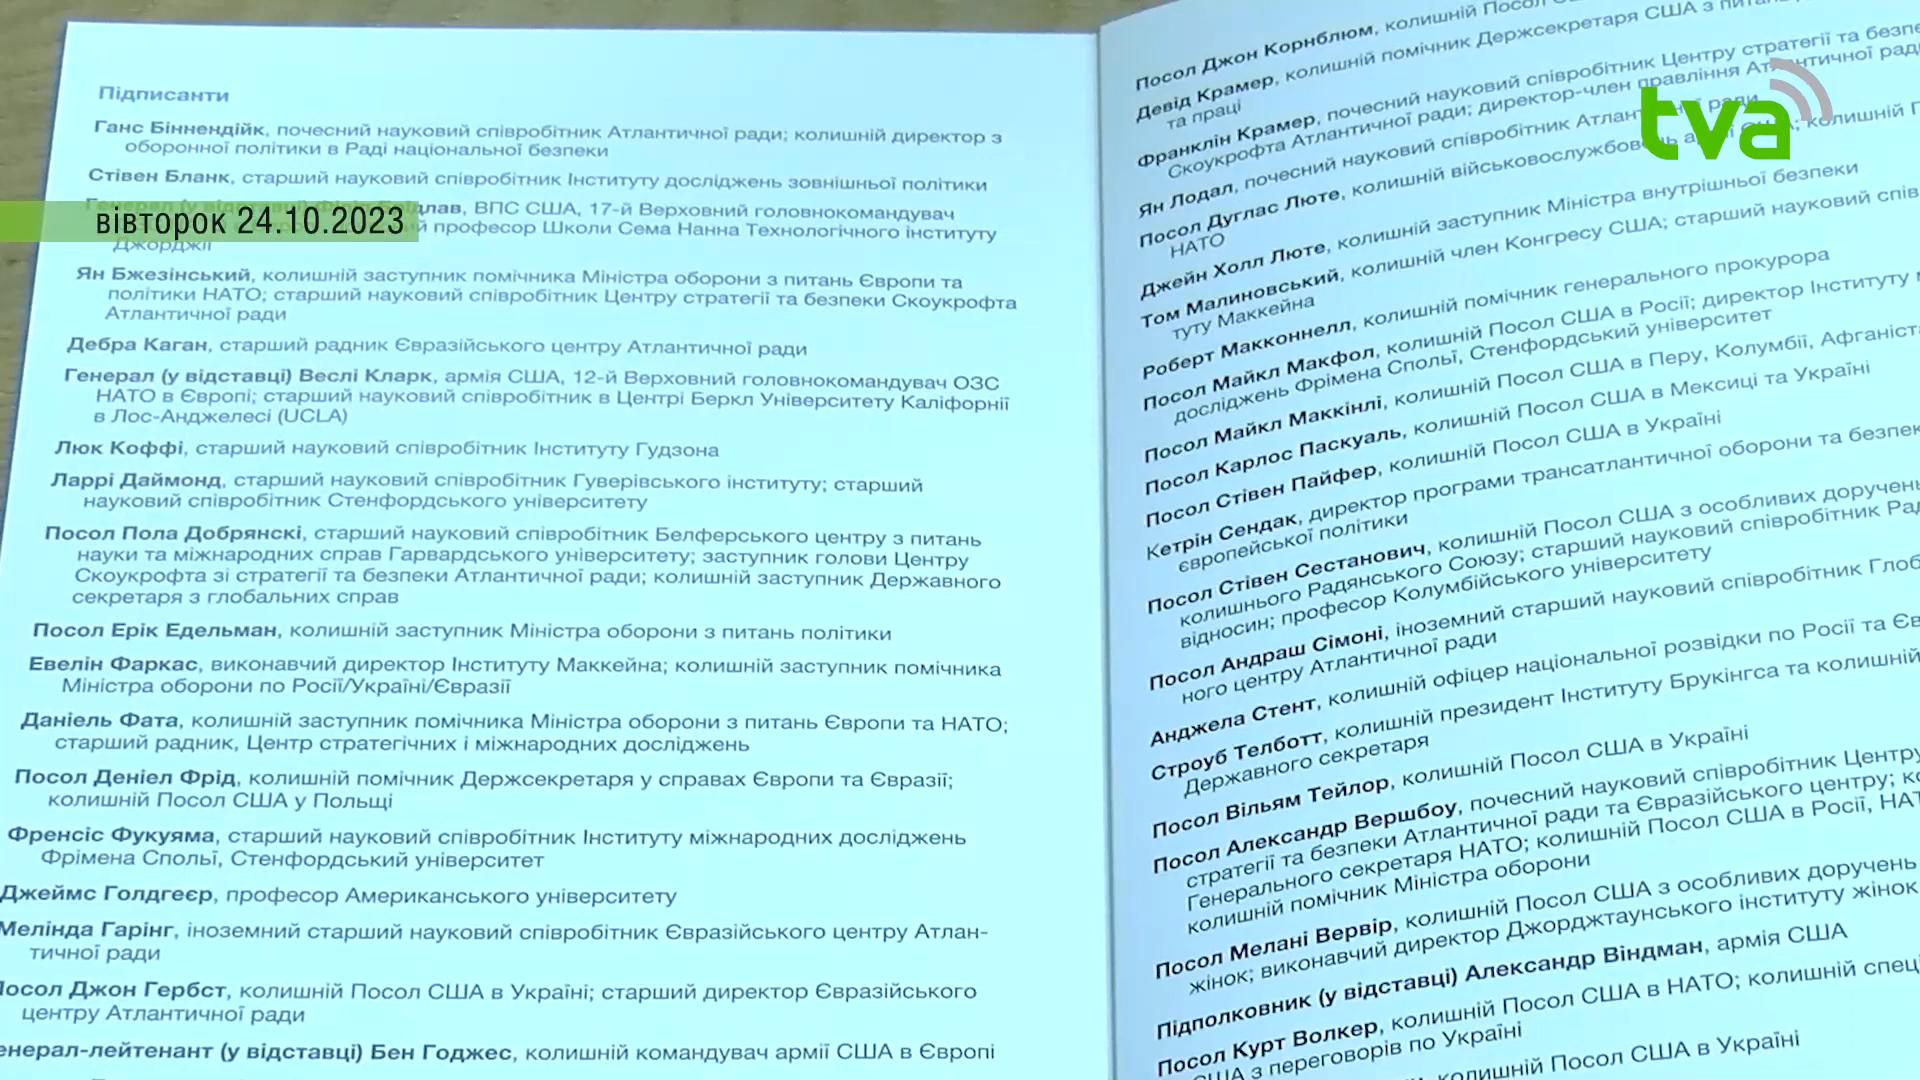 Підписанти
Ганс Біннендійк, почесний науковий співробітник Атлантичної ради; колишній директор з
оборонної політики в Раді національної безпеки
Стівен Бланк, старший науковий співробітник Інституту досліджень зовнішньої політики
Генерал (у відставці) Філіп Брідлав, ВПС США, 17-й Верховний головнокомандувач
професор Школи Сема Нанна Технологічного інституту
Джорджії
вівторок 24.10.2023
Ян Бжезінський, колишній заступник помічника Міністра оборони з питань Європи та
політики НАТО; старший науковий співробітник Центру стратегії та безпеки Скоукрофта
Атлантичної ради
Дебра Каган, старший радник Євразійського центру Атлантичної ради
Генерал (у відставці) Веслі Кларк, армія США, 12-й Верховний головнокомандувач ОЗС
НАТО в Європі; старший науковий співробітник в Центрі Беркл Університету Каліфорнії
в Лос-Анджелесі (UCLA)
Люк Коффі, старший науковий співробітник Інституту Гудзона
Ларрі Даймонд, старший науковий співробітник Гуверівського інституту; старший
науковий співробітник Стенфордського університету
Посол Пола Добрянскі, старший науковий співробітник Белферського центру з питань
науки та міжнародних справ Гарвардського університету; заступник голови Центру
Скоукрофта зі стратегії та безпеки Атлантичної ради; колишній заступник Державного
секретаря з глобальних справ
Посол Ерік Едельман, колишній заступник Міністра оборони з питань політики
Евелін Фаркас, виконавчий директор Інституту Маккейна; колишній заступник помічника
Міністра оборони по Росії/Україні/Євразії
Даніель Фата, колишній заступник помічника Міністра оборони з питань Європи та НАТО;
старший радник, Центр стратегічних і міжнародних досліджень
Посол Деніел Фрід, колишній помічник Держсекретаря у справах Європи та Євразії;
колишній Посол США у Польщі
Френсіс Фукуяма, старший науковий співробітник Інституту міжнародних досліджень
Фрімена Спольї, Стенфордський університет
Джеймс Голдгеєр, професор Американського університету
Мелінда Гарінг, іноземний старший науковий співробітник Євразійського центру Атлан-
тичної ради
Посол Джон Гербст, колишній Посол США в Україні; старший директор Євразійського
центру Атлантичної ради
енерал-лейтенант (у відставці) Бен Годжес, колишній командувач армії США в Європі
Посол Джон Корнблюм, колишній Посол
Девід Крамер, колишній помічник Держсекретаря США з
та праці
Франклін Крамер, почесний науковий співробітник Центру стратегії та безпе
Скоукрофта Атлантичної ради; директор-член правління Атлантичної рад
Ян Лодал, почесний науковий співробітник Атлантичної ради
Посол Дуглас Люте, колишній військовослужбовець армії США; колишній П
НАТО
Джейн Холл Люте, колишній заступник Міністра внутрішньої безпеки
Том Малиновський, колишній член Конгресу США; старший науковий спів
туту Маккейна
Роберт Макконнелл, колишній помічник генерального прокурора
Посол Майкл Макфол, колишній Посол США в Росії; директор Інституту м
досліджень Фрімена Спольї, Стенфордський університет
Посол Майкл Маккінлі, колишній Посол США в Перу, Колумбії, Афганіста
Посол Карлос Паскуаль, колишній Посол США в Мексиці та Україні
Посол Стівен Пайфер, колишній Посол США в Україні
Кетрін Сендак, директор програми трансатлантичної оборони та безпек
європейської політики
Посол Стівен Сестанович, колишній Посол США з особливих доручень
колишнього Радянського Союзу; старший науковий співробітник Рад
відносин; професор Колумбійського університету
Посол Андраш Сімоні, іноземний старший науковий співробітник Глоб
ного центру Атлантичної ради
Анджела Стент, колишній офіцер національної розвідки по Росії та Єв
Строуб Телботт, колишній президент Інституту Брукінгса та колишній
Державного секретаря
Посол Вільям Тейлор, колишній Посол США в Україні
Посол Александр Вершбоу, почесний науковий співробітник Центру
стратегії та безпеки Атлантичної ради та Євразійського центру; ко
Генерального секретаря НАТО; колишній Посол США в Росії, НАТ
колишній помічник Міністра оборони
Посол Мелані Вервір, колишній Посол США з особливих доручень
жінок; виконавчий директор Джорджтаунського інституту жінок
Підполковник (у відставці) Александр Віндман, армія США
Посол Курт Волкер, колишній Посол США в НАТО; колишній спеці
США з переговорів по Україні
колишній Посол США в Україні
tva